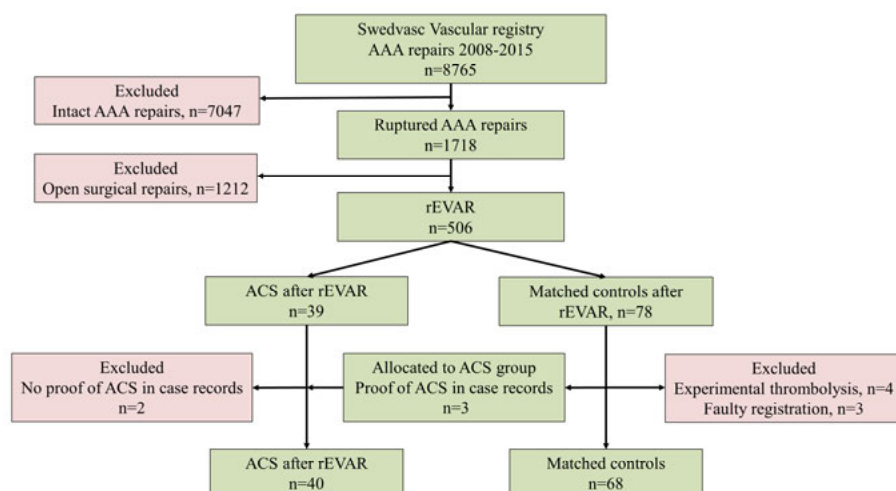 Swedvasc Vascular registry
AAA repairs 2008-2015
n=8765
Excluded
Intact AAA repairs, n=7047
Ruptured AAA repairs
n=1718
Excluded
Open surgical repairs, n=1212
rEVAR
n=506
ACS after rEVAR
n=39
Matched controls after
rEVAR, n=78
Excluded
No proof of ACS in case records
n=2
Allocated to ACS group
Proof of ACS in case records
n=3
Excluded
Experimental thrombolysis, n=4
Faulty registration, n=3
ACS after rEVAR
n=40
Matched controls
n=68